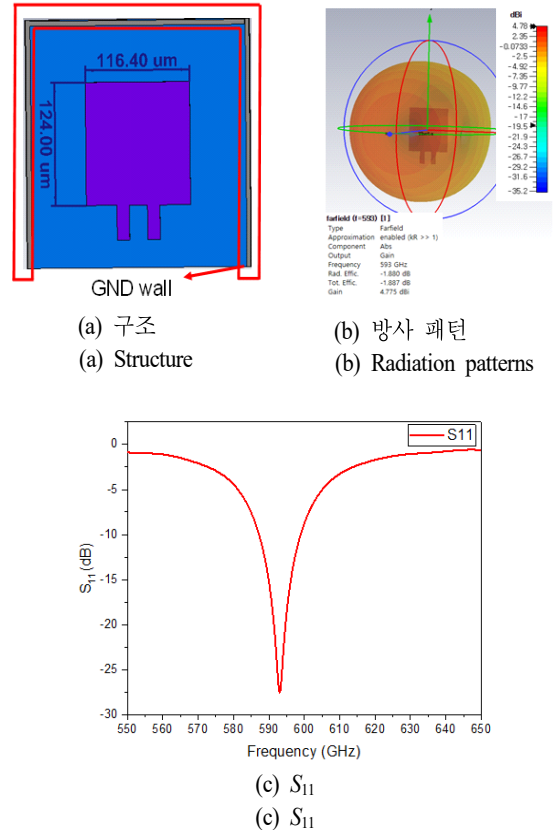 116.40 um
124.00 um
GND wall
(a) 구조
(a) Structure
dBi
4.78
2.35
-0.0733
-2.5
-4.92
-7.35
-9.78
-12.2
-14.6
-17.1
-19.5
-21.9
-24.3
-26.8
-29.2
-31.6
-35.2
farfield (f=593) [1]
Type Farfield
Approximation enabled (kR >> 1)
Component Abs
Output Gain
Frequency 593 GHz
Rad. Effic. -1.880 dB
Tot. Effic. -1.887 dB
Gain 4.775 dBi
(b) 방사 패턴
(b) Radiation patterns
S11
0
-5
-10
-15
-20
-25
-30
S11 (dB)
550 560 570 580 590 600 610 620 630 640 650
Frequency (GHz)
(c) S11
(c) S11